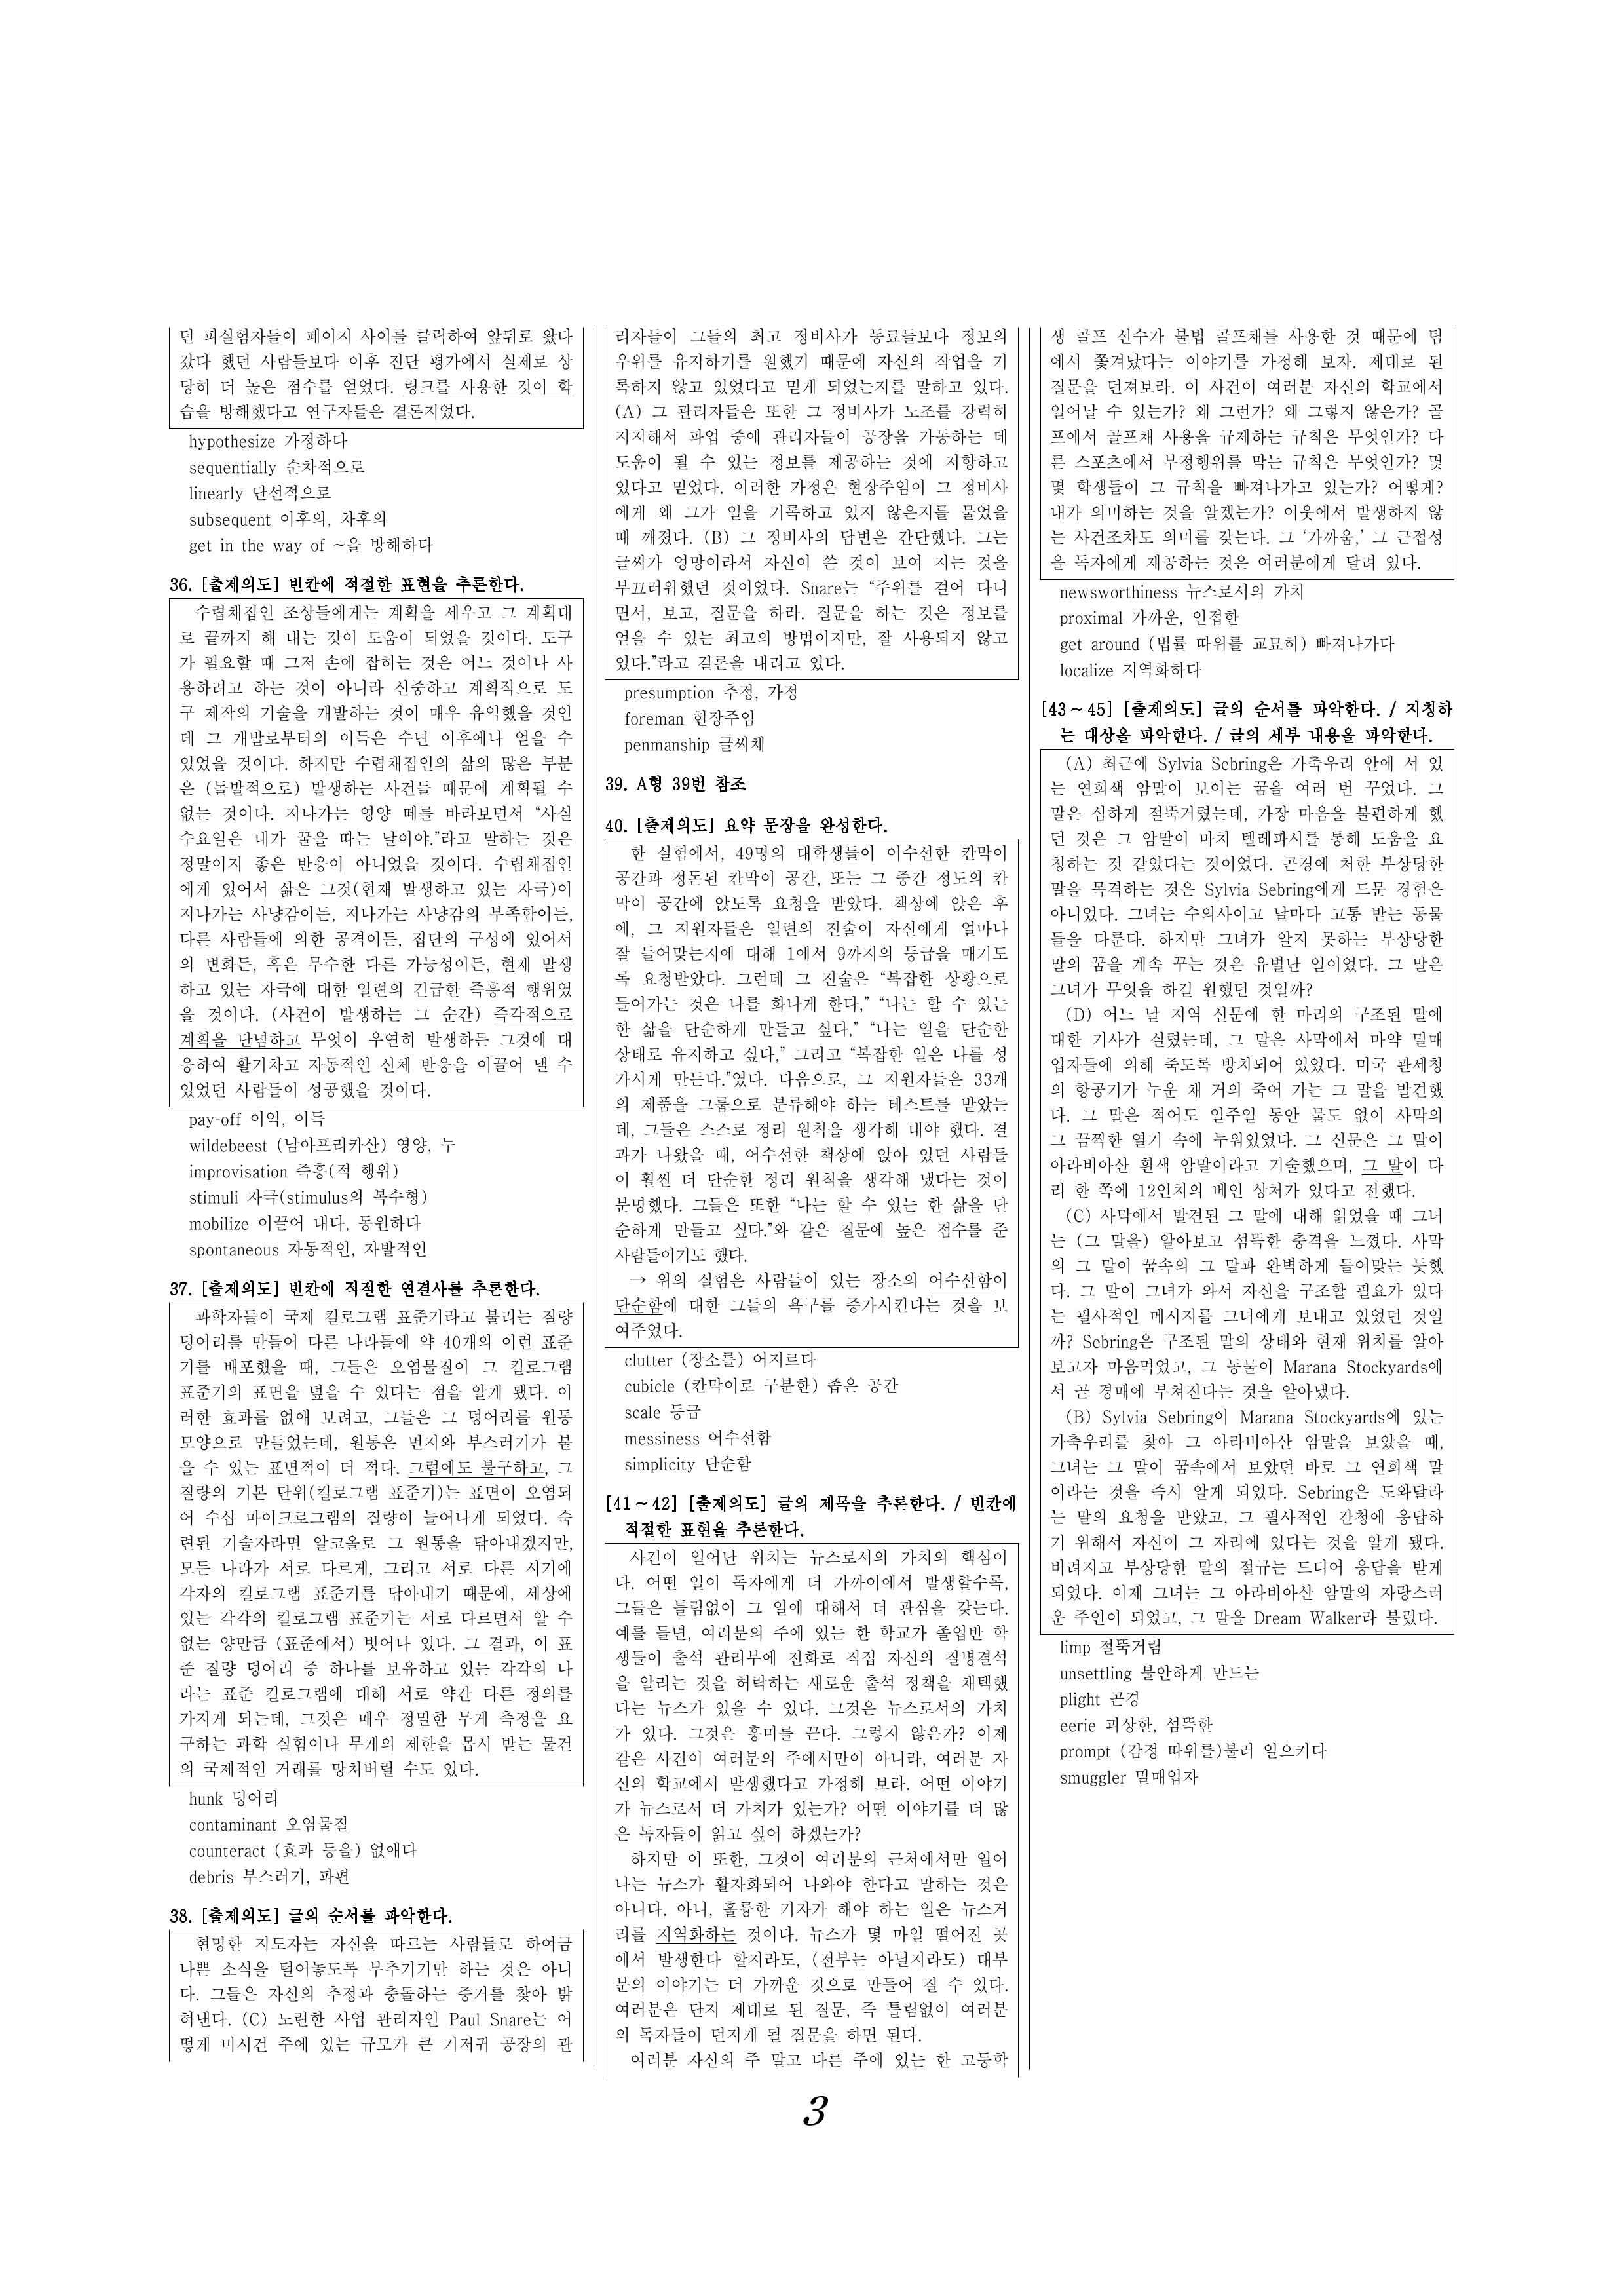 던 피실험자들이 페이지 사이를 클릭하여 앞뒤로 왔다
갔다 했던 사람들보다 이후 진단 평가에서 실제로 상
당히 더 높은 점수를 얻었다. 링크를 사용한 것이 학
습을 방해했다고 연구자들은 결론지었다.
hypothesize 가정하다
sequentially 순차적으로
linearly 단선적으로
subsequent 이후의, 차후의
get in the way of ~을 방해하다
36. [출제의도] 빈칸에 적절한 표현을 추론한다.
수렵채집인 조상들에게는 계획을 세우고 그 계획대
로 끝까지 해 내는 것이 도움이 되었을 것이다. 도구
가 필요할 때 그저 손에 잡히는 것은 어느 것이나 사
용하려고 하는 것이 아니라 신중하고 계획적으로 도
구 제작의 기술을 개발하는 것이 매우 유익했을 것인
데 그 개발로부터의 이득은 수년 이후에나 얻을 수
있었을 것이다. 하지만 수렵채집인의 삶의 많은 부분
은 (돌발적으로) 발생하는 사건들 때문에 계획될 수
없는 것이다. 지나가는 영양 떼를 바라보면서 “사실
수요일은 내가 꿀을 따는 날이야.”라고 말하는 것은
정말이지 좋은 반응이 아니었을 것이다. 수렵채집인
에게 있어서 삶은 그것(현재 발생하고 있는 자극)이
지나가는 사냥감이든, 지나가는 사냥감의 부족함이든,
다른 사람들에 의한 공격이든, 집단의 구성에 있어서
의 변화든, 혹은 무수한 다른 가능성이든, 현재 발생
하고 있는 자극에 대한 일련의 긴급한 즉흥적 행위였
을 것이다. (사건이 발생하는 그 순간) 즉각적으로
계획을 단념하고 무엇이 우연히 발생하든 그것에 대
응하여 활기차고 자동적인 신체 반응을 이끌어 낼 수
있었던 사람들이 성공했을 것이다.
pay-off 이익, 이득
wildebeest (남아프리카산) 영양, 누
improvisation 즉흥(적 행위)
stimuli 자극(stimulus의 복수형)
mobilize 이끌어 내다, 동원하다
spontaneous 자동적인, 자발적인
37. [출제의도] 빈칸에 적절한 연결사를 추론한다.
과학자들이 국제 킬로그램 표준기라고 불리는 질량
덩어리를 만들어 다른 나라들에 약 40개의 이런 표준
기를 배포했을 때, 그들은 오염물질이 그 킬로그램
표준기의 표면을 덮을 수 있다는 점을 알게 됐다. 이
러한 효과를 없애 보려고, 그들은 그 덩어리를 원통
모양으로 만들었는데, 원통은 먼지와 부스러기가 붙
을 수 있는 표면적이 더 적다. 그럼에도 불구하고, 그
질량의 기본 단위(킬로그램 표준기)는 표면이 오염되
어 수십 마이크로그램의 질량이 늘어나게 되었다. 숙
련된 기술자라면 알코올로 그 원통을 닦아내겠지만,
모든 나라가 서로 다르게, 그리고 서로 다른 시기에
각자의 킬로그램 표준기를 닦아내기 때문에, 세상에
있는 각각의 킬로그램 표준기는 서로 다르면서 알 수
없는 양만큼 (표준에서) 벗어나 있다. 그 결과, 이 표
준 질량 덩어리 중 하나를 보유하고 있는 각각의 나
라는 표준 킬로그램에 대해 서로 약간 다른 정의를
가지게 되는데, 그것은 매우 정밀한 무게 측정을 요
구하는 과학 실험이나 무게의 제한을 몹시 받는 물건
의 국제적인 거래를 망쳐버릴 수도 있다.
hunk 덩어리
contaminant 오염물질
counteract (효과 등을) 없애다
debris 부스러기, 파편
38. [출제의도] 글의 순서를 파악한다.
현명한 지도자는 자신을 따르는 사람들로 하여금
나쁜 소식을 털어놓도록 부추기기만 하는 것은 아니
다. 그들은 자신의 추정과 충돌하는 증거를 찾아 밝
혀낸다. (C) 노련한 사업 관리자인 Paul Snare는 어
떻게 미시건 주에 있는 규모가 큰 기저귀 공장의 관
리자들이 그들의 최고 정비사가 동료들보다 정보의
우위를 유지하기를 원했기 때문에 자신의 작업을 기
록하지 않고 있었다고 믿게 되었는지를 말하고 있다.
(A) 그 관리자들은 또한 그 정비사가 노조를 강력히
지지해서 파업 중에 관리자들이 공장을 가동하는 데
도움이 될 수 있는 정보를 제공하는 것에 저항하고
있다고 믿었다. 이러한 가정은 현장주임이 그 정비사
에게 왜 그가 일을 기록하고 있지 않은지를 물었을
때 깨졌다. (B) 그 정비사의 답변은 간단했다. 그는
글씨가 엉망이라서 자신이 쓴 것이 보여 지는 것을
부끄러워했던 것이었다. Snare는 “주위를 걸어 다니
면서, 보고, 질문을 하라. 질문을 하는 것은 정보를
얻을 수 있는 최고의 방법이지만, 잘 사용되지 않고
있다.”라고 결론을 내리고 있다.
presumption 추정, 가정
foreman 현장주임
penmanship 글씨체
39. A형 39번 참조
40. [출제의도] 요약 문장을 완성한다.
한 실험에서, 49명의 대학생들이 어수선한 칸막이
공간과 정돈된 칸막이 공간, 또는 그 중간 정도의 칸
막이 공간에 앉도록 요청을 받았다. 책상에 앉은 후
에, 그 지원자들은 일련의 진술이 자신에게 얼마나
잘 들어맞는지에 대해 1에서 9까지의 등급을 매기도
록 요청받았다. 그런데 그 진술은 “복잡한 상황으로
들어가는 것은 나를 화나게 한다,” “나는 할 수 있는
한 삶을 단순하게 만들고 싶다,” “나는 일을 단순한
상태로 유지하고 싶다,” 그리고 “복잡한 일은 나를 성
가시게 만든다.”였다. 다음으로, 그 지원자들은 33개
의 제품을 그룹으로 분류해야 하는 테스트를 받았는
데, 그들은 스스로 정리 원칙을 생각해 내야 했다. 결
과가 나왔을 때, 어수선한 책상에 앉아 있던 사람들
이 훨씬 더 단순한 정리 원칙을 생각해 냈다는 것이
분명했다. 그들은 또한 “나는 할 수 있는 한 삶을 단
순하게 만들고 싶다.”와 같은 질문에 높은 점수를 준
사람들이기도 했다.
→ 위의 실험은 사람들이 있는 장소의 어수선함이
단순함에 대한 그들의 욕구를 증가시킨다는 것을 보
여주었다.
clutter (장소를) 어지르다
cubicle (칸막이로 구분한) 좁은 공간
scale 등급
messiness 어수선함
simplicity 단순함
[41～42] [출제의도] 글의 제목을 추론한다. / 빈칸에
적절한 표현을 추론한다.
사건이 일어난 위치는 뉴스로서의 가치의 핵심이
다. 어떤 일이 독자에게 더 가까이에서 발생할수록,
그들은 틀림없이 그 일에 대해서 더 관심을 갖는다.
예를 들면, 여러분의 주에 있는 한 학교가 졸업반 학
생들이 출석 관리부에 전화로 직접 자신의 질병결석
을 알리는 것을 허락하는 새로운 출석 정책을 채택했
다는 뉴스가 있을 수 있다. 그것은 뉴스로서의 가치
가 있다. 그것은 흥미를 끈다. 그렇지 않은가? 이제
같은 사건이 여러분의 주에서만이 아니라, 여러분 자
신의 학교에서 발생했다고 가정해 보라. 어떤 이야기
가 뉴스로서 더 가치가 있는가? 어떤 이야기를 더 많
은 독자들이 읽고 싶어 하겠는가?
하지만 이 또한, 그것이 여러분의 근처에서만 일어
나는 뉴스가 활자화되어 나와야 한다고 말하는 것은
아니다. 아니, 훌륭한 기자가 해야 하는 일은 뉴스거
리를 지역화하는 것이다. 뉴스가 몇 마일 떨어진 곳
에서 발생한다 할지라도, (전부는 아닐지라도) 대부
분의 이야기는 더 가까운 것으로 만들어 질 수 있다.
여러분은 단지 제대로 된 질문, 즉 틀림없이 여러분
의 독자들이 던지게 될 질문을 하면 된다.
여러분 자신의 주 말고 다른 주에 있는 한 고등학
생 골프 선수가 불법 골프채를 사용한 것 때문에 팀
에서 쫓겨났다는 이야기를 가정해 보자. 제대로 된
질문을 던져보라. 이 사건이 여러분 자신의 학교에서
일어날 수 있는가? 왜 그런가? 왜 그렇지 않은가? 골
프에서 골프채 사용을 규제하는 규칙은 무엇인가? 다
른 스포츠에서 부정행위를 막는 규칙은 무엇인가? 몇
몇 학생들이 그 규칙을 빠져나가고 있는가? 어떻게?
내가 의미하는 것을 알겠는가? 이웃에서 발생하지 않
는 사건조차도 의미를 갖는다. 그 ‘가까움,’ 그 근접성
을 독자에게 제공하는 것은 여러분에게 달려 있다.
newsworthiness 뉴스로서의 가치
proximal 가까운, 인접한
get around (법률 따위를 교묘히) 빠져나가다
localize 지역화하다
[43～45] [출제의도] 글의 순서를 파악한다. / 지칭하
는 대상을 파악한다. / 글의 세부 내용을 파악한다.
(A) 최근에 Sylvia Sebring은 가축우리 안에 서 있
는 연회색 암말이 보이는 꿈을 여러 번 꾸었다. 그
말은 심하게 절뚝거렸는데, 가장 마음을 불편하게 했
던 것은 그 암말이 마치 텔레파시를 통해 도움을 요
청하는 것 같았다는 것이었다. 곤경에 처한 부상당한
말을 목격하는 것은 Sylvia Sebring에게 드문 경험은
아니었다. 그녀는 수의사이고 날마다 고통 받는 동물
들을 다룬다. 하지만 그녀가 알지 못하는 부상당한
말의 꿈을 계속 꾸는 것은 유별난 일이었다. 그 말은
그녀가 무엇을 하길 원했던 것일까?
(D) 어느 날 지역 신문에 한 마리의 구조된 말에
대한 기사가 실렸는데, 그 말은 사막에서 마약 밀매
업자들에 의해 죽도록 방치되어 있었다. 미국 관세청
의 항공기가 누운 채 거의 죽어 가는 그 말을 발견했
다. 그 말은 적어도 일주일 동안 물도 없이 사막의
그 끔찍한 열기 속에 누워있었다. 그 신문은 그 말이
아라비아산 흰색 암말이라고 기술했으며, 그 말이 다
리 한 쪽에 12인치의 베인 상처가 있다고 전했다.
(C) 사막에서 발견된 그 말에 대해 읽었을 때 그녀
는 (그 말을) 알아보고 섬뜩한 충격을 느꼈다. 사막
의 그 말이 꿈속의 그 말과 완벽하게 들어맞는 듯했
다. 그 말이 그녀가 와서 자신을 구조할 필요가 있다
는 필사적인 메시지를 그녀에게 보내고 있었던 것일
까? Sebring은 구조된 말의 상태와 현재 위치를 알아
보고자 마음먹었고, 그 동물이 Marana Stockyards에
서 곧 경매에 부쳐진다는 것을 알아냈다.
(B) Sylvia Sebring이 Marana Stockyards에 있는
가축우리를 찾아 그 아라비아산 암말을 보았을 때,
그녀는 그 말이 꿈속에서 보았던 바로 그 연회색 말
이라는 것을 즉시 알게 되었다. Sebring은 도와달라
는 말의 요청을 받았고, 그 필사적인 간청에 응답하
기 위해서 자신이 그 자리에 있다는 것을 알게 됐다.
버려지고 부상당한 말의 절규는 드디어 응답을 받게
되었다. 이제 그녀는 그 아라비아산 암말의 자랑스러
운 주인이 되었고, 그 말을 Dream Walker라 불렀다.
limp 절뚝거림
unsettling 불안하게 만드는
plight 곤경
eerie 괴상한, 섬뜩한
prompt (감정 따위를)불러 일으키다
smuggler 밀매업자
3